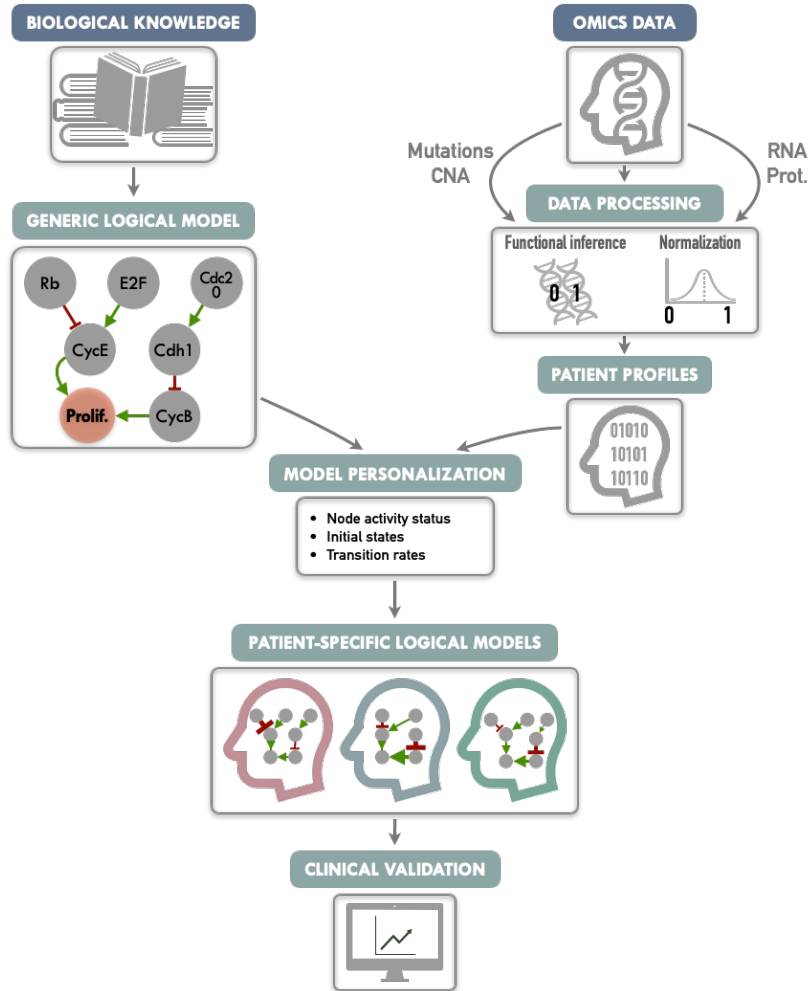 BIOLOGICAL KNOWLEDGE
OMICS DATA
Mutations
CNA
RNA
Prot.
GENERIC LOGICAL MODEL
DATA PROCESSING
Functional inference
Normalization
0 1
0 1
Rb
E2F
Cdc2
0
CycE
Cdh1
Prolif.
CycB
PATIENT PROFILES
01010
10101
10110
MODEL PERSONALIZATION
• Node activity status
• Initial states
• Transition rates
PATIENT-SPECIFIC LOGICAL MODELS
CLINICAL VALIDATION